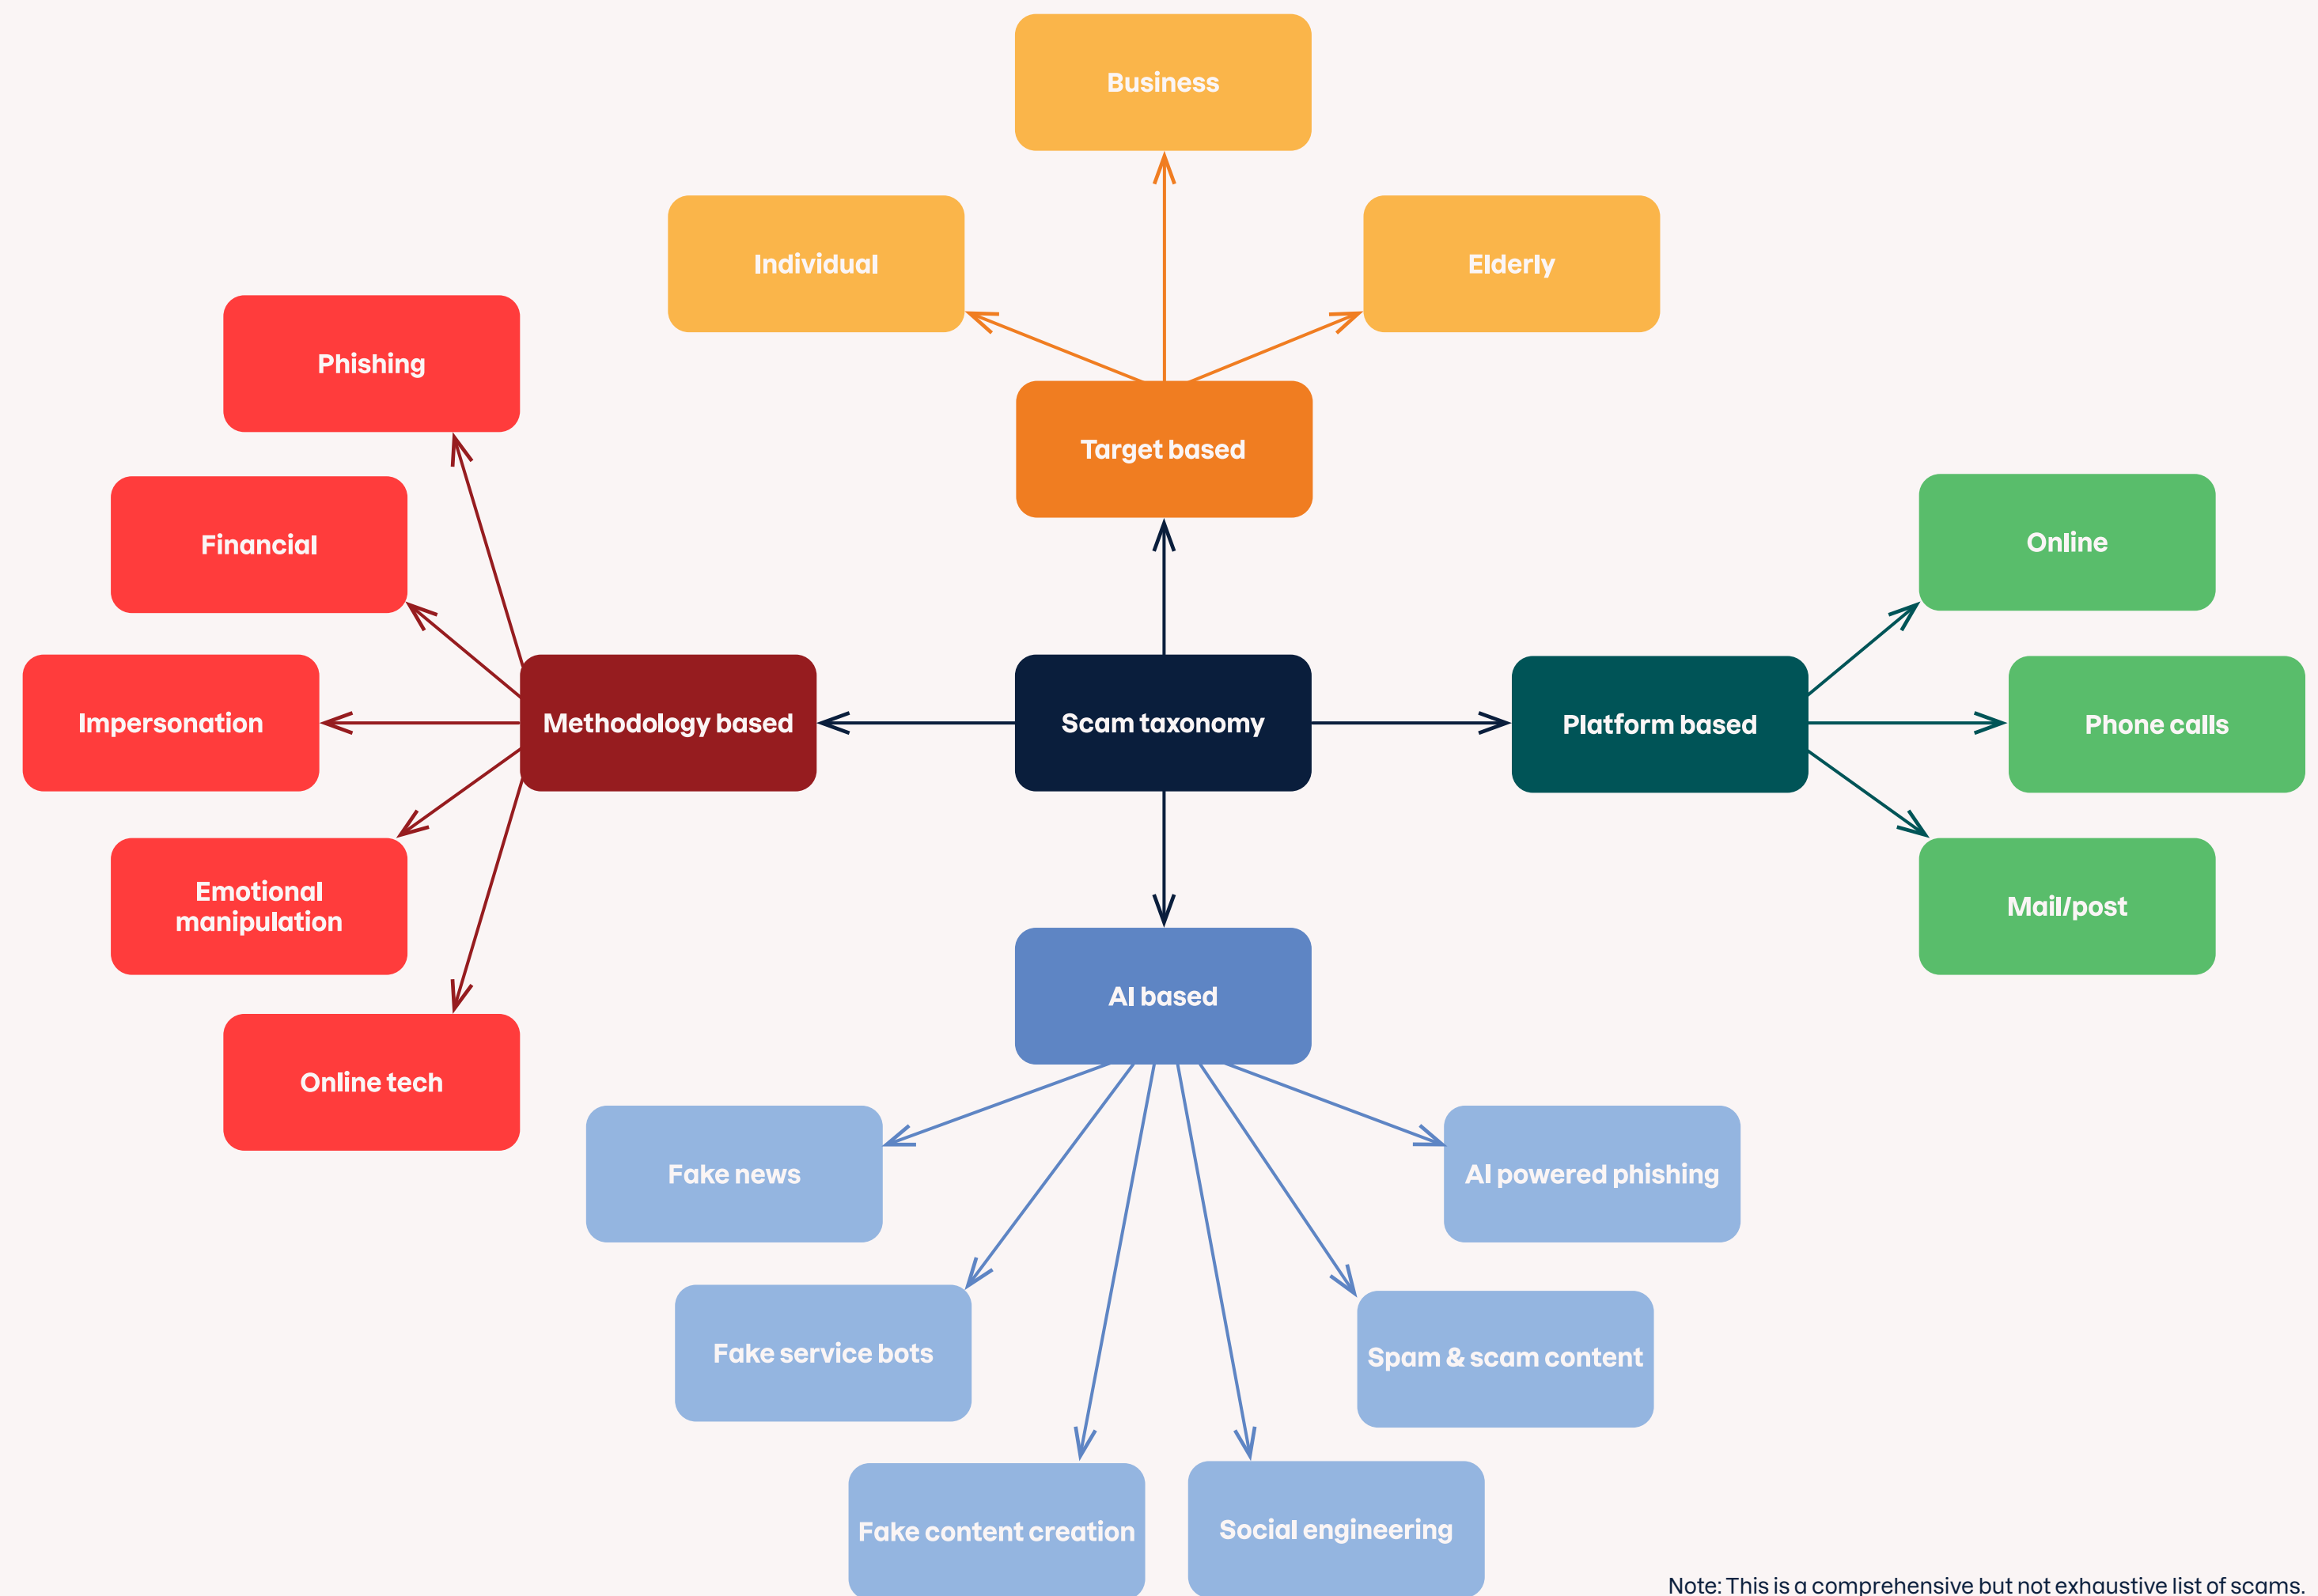 Business
Individual
Elderly
Phishing
Target based
Financial
Online
Impersonation
Methodology based
Scam taxonomy
Platform based
Phone calls
Emotional
manipulation
Mail/post
AI based
Online tech
Fake news
AI powered phishing
Fake service bots
Spam & scam content
Fake content creation
Social engineering
Note: This is a comprehensive but not exhaustive list of scams.